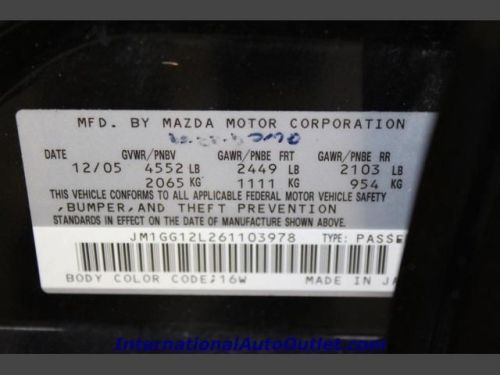 MFD. BY MAZDA MOTOR CORPORATION
DATE GVWR/PNBV GAWR/PNBE FRT GAWR/PNBE RR
12/05 4552 LB 2449 LB 2103 LB
2065 KG 1111 KG 954 KG
THIS VEHICLE CONFORMS TO ALL APPLICABLE FEDERAL MOTOR VEHICLE SAFETY
,BUMPER, AND THEFT PREVENTION
STANDARDS IN EFFECT ON THE DATE OF MANUFACTURE SHOWN ABOVE.
JM1GG12L261103978 TYPE: PASSE
BODY COLOR CODE;16W MADE IN JA
InternationalAutoOutlet.com